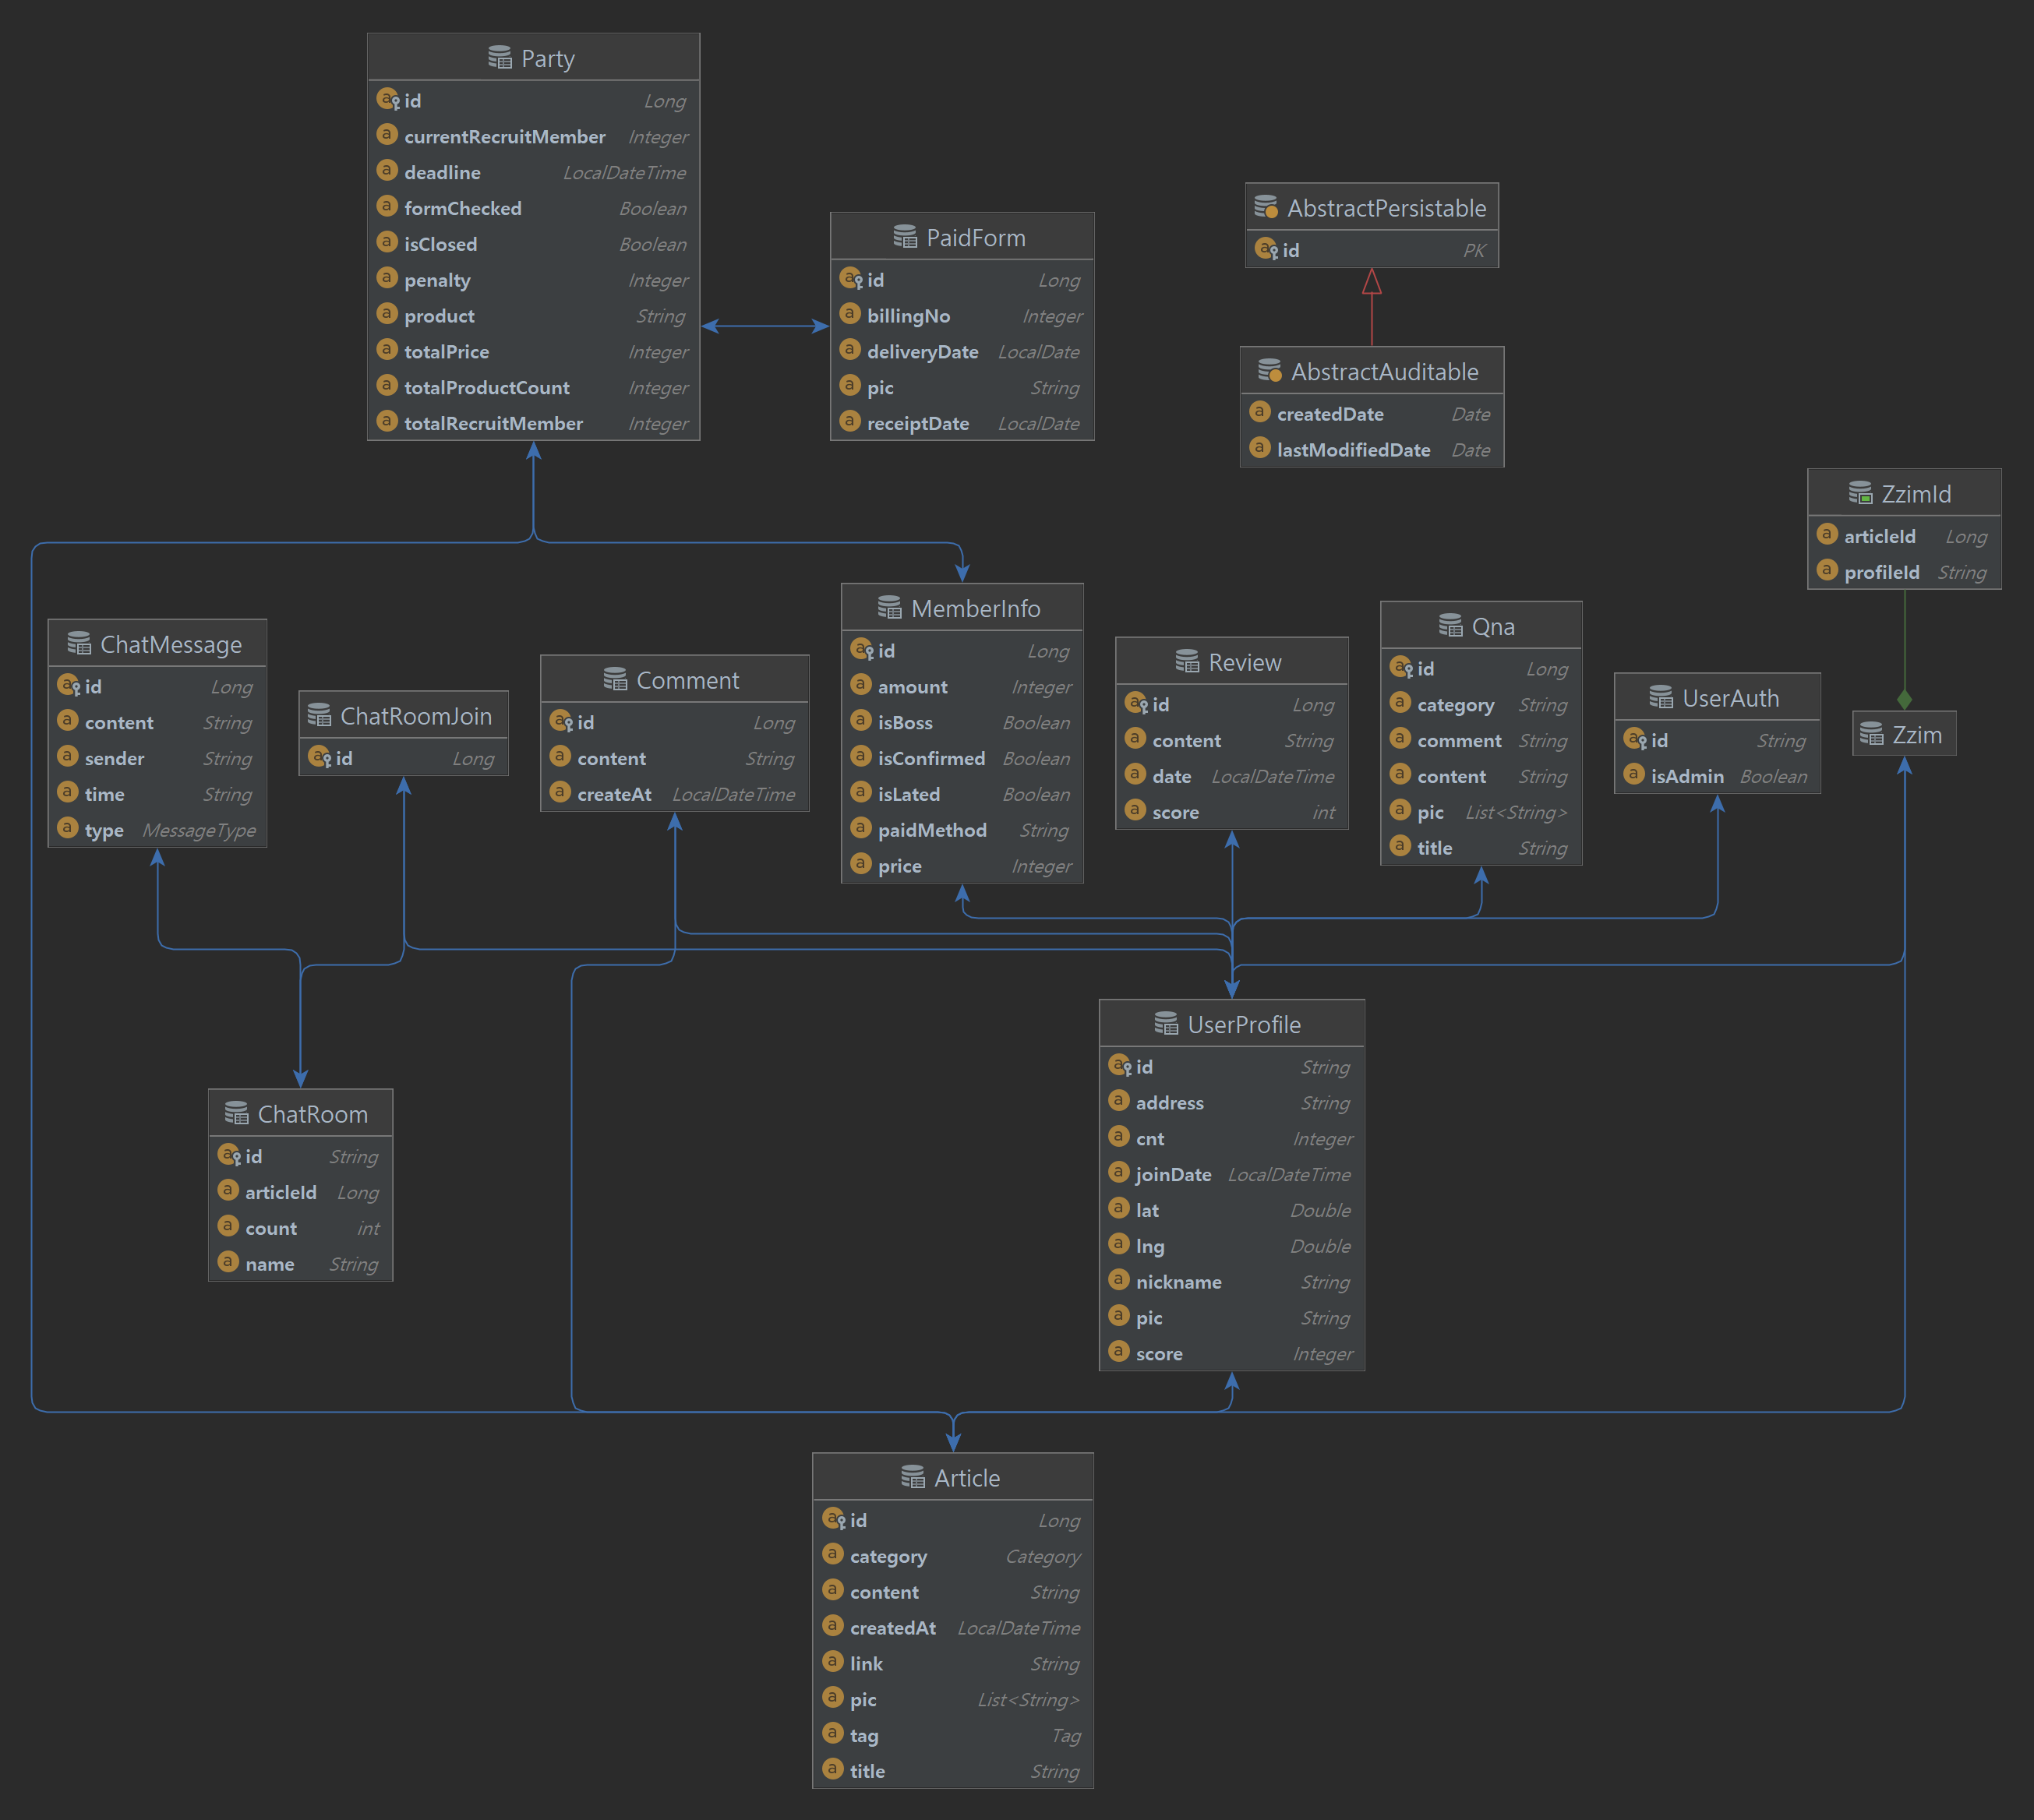 Party
id Long
currentRecruitMember Integer
deadline LocalDateTime
formChecked Boolean
isClosed Boolean
penalty Integer
product String
totalPrice Integer
totalProductCount Integer
totalRecruitMember Integer
PaidForm
id Long
billingNo Integer
deliveryDate LocalDate
pic String
receiptDate LocalDate
AbstractPersistable
id PK
AbstractAuditable
createdDate Date
lastModifiedDate Date
ZzimId
articleId Long
profileId String
ChatMessage
id Long
content String
sender String
time String
type MessageType
ChatRoomJoin
id Long
Comment
id Long
content String
createAt LocalDateTime
MemberInfo
id Long
amount Integer
isBoss Boolean
isConfirmed Boolean
isLated Boolean
paidMethod String
price Integer
Review
id Long
content String
date LocalDateTime
score int
Qna
id Long
category String
comment String
content String
pic List<String>
title String
UserAuth
id String
isAdmin Boolean
Zzim
ChatRoom
id String
articleId Long
count int
name String
UserProfile
id String
address String
cnt Integer
joinDate LocalDateTime
lat Double
lng Double
nickname String
pic String
score Integer
Article
id Long
category Category
content String
createdAt LocalDateTime
link String
pic List<String>
tag Tag
title String